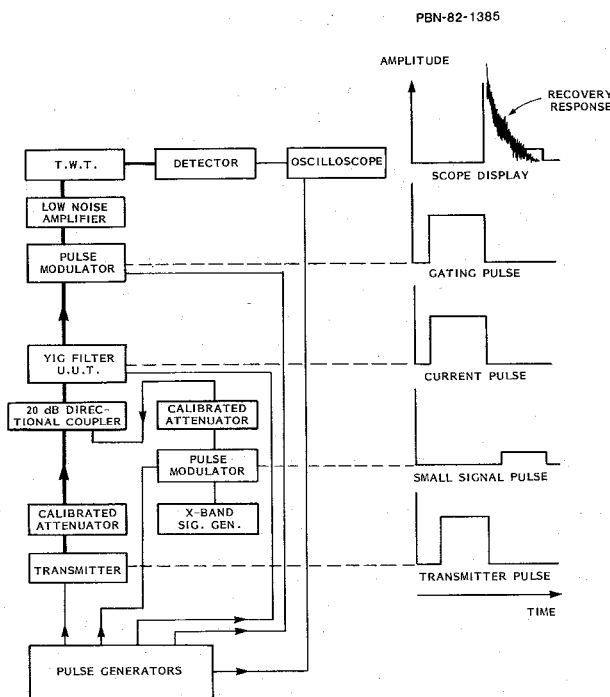 PBN-82-1385
AMPLITUDE
RECOVERY
RESPONSE
T.W.T.
DETECTOR
OSCILLOSCOPE
SCOPE DISPLAY
LOW NOISE
AMPLIFIER
PULSE
MODULATOR
GATING PULSE
YIG FILTER
U.U.T.
CURRENT PULSE
20 dB DIREC-
TIONAL COUPLER
CALIBRATED
ATTENUATOR
PULSE
MODULATOR
SMALL SIGNAL PULSE
X-BAND
SIG. GEN.
CALIBRATED
ATTENUATOR
TRANSMITTER
TRANSMITTER PULSE
TIME
PULSE GENERATORS